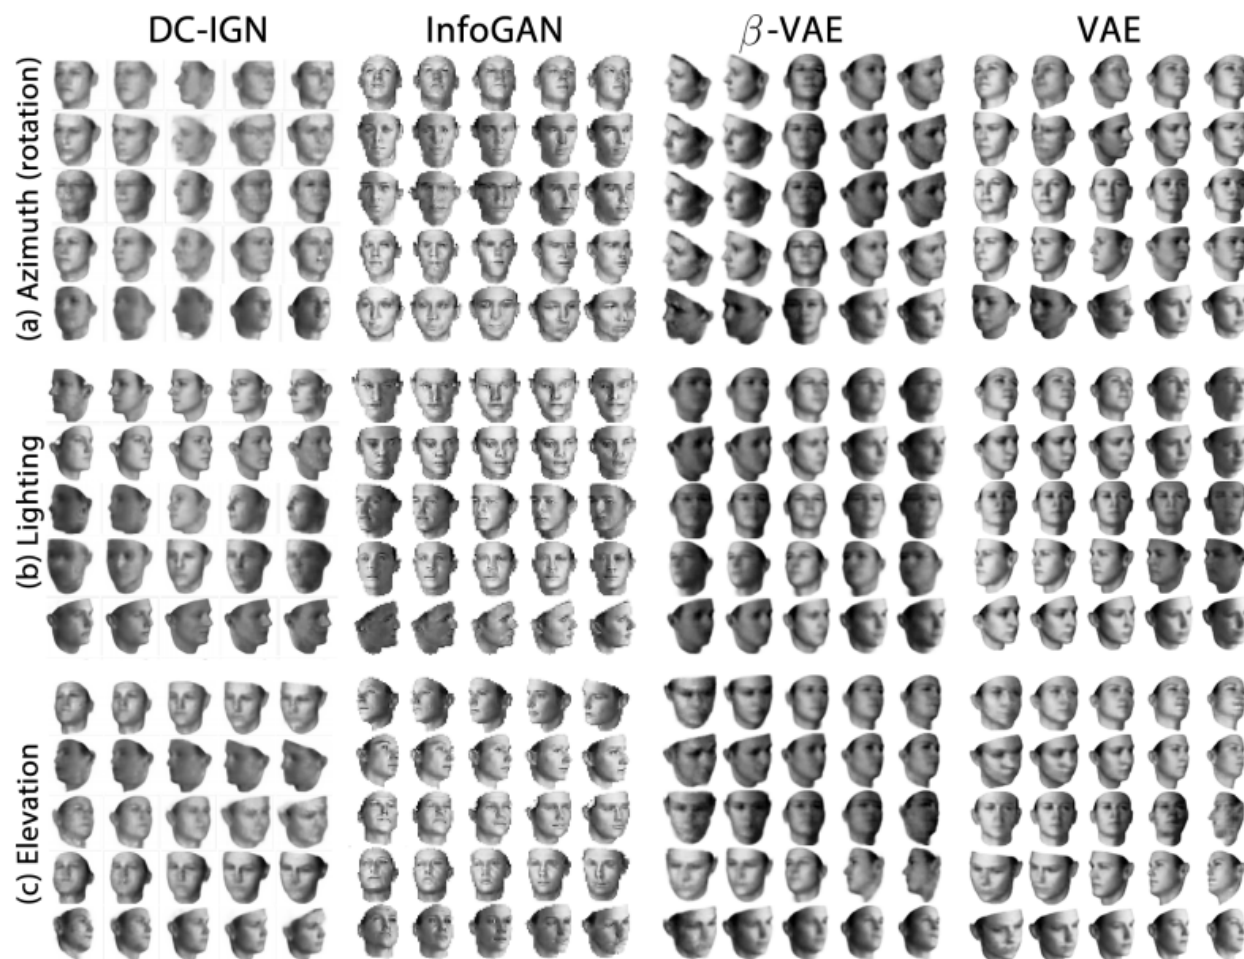 DC-IGN InfoGAN β-VAE VAE
(a) Azimuth (rotation)
(b) Lighting
(c) Elevation